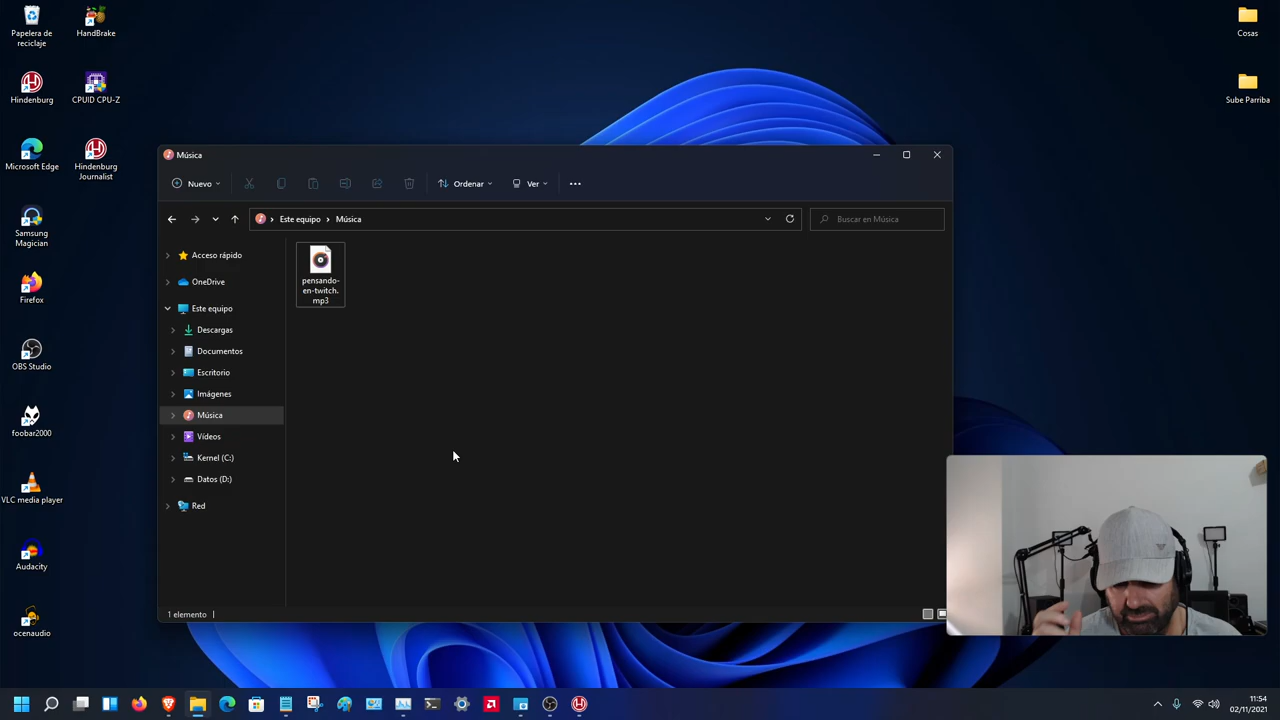 Papelera de
reciclaje
HandBrake
Cosas
Hindenburg
CPUID CPU-Z
Sube Parriba
Microsoft Edge
Hindenburg
Journalist
Samsung
Magician
Firefox
OBS Studio
foobar2000
VLC media player
Audacity
ocenaudio
Música
Nuevo
Ordenar
Ver
Este equipo > Música
Buscar en Música
Acceso rápido
OneDrive
Este equipo
Descargas
Documentos
Escritorio
Imágenes
Música
Vídeos
Kernel (C:)
Datos (D:)
Red
pensando-
en-twitch.
mp3
1 elemento
11:54
02/11/2021